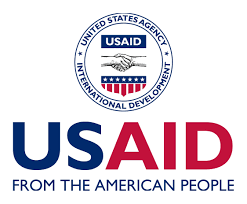 UNITED STATES AGENCY
USAID
INTERNATIONAL DEVELOPMENT
USAID
FROM THE AMERICAN PEOPLE